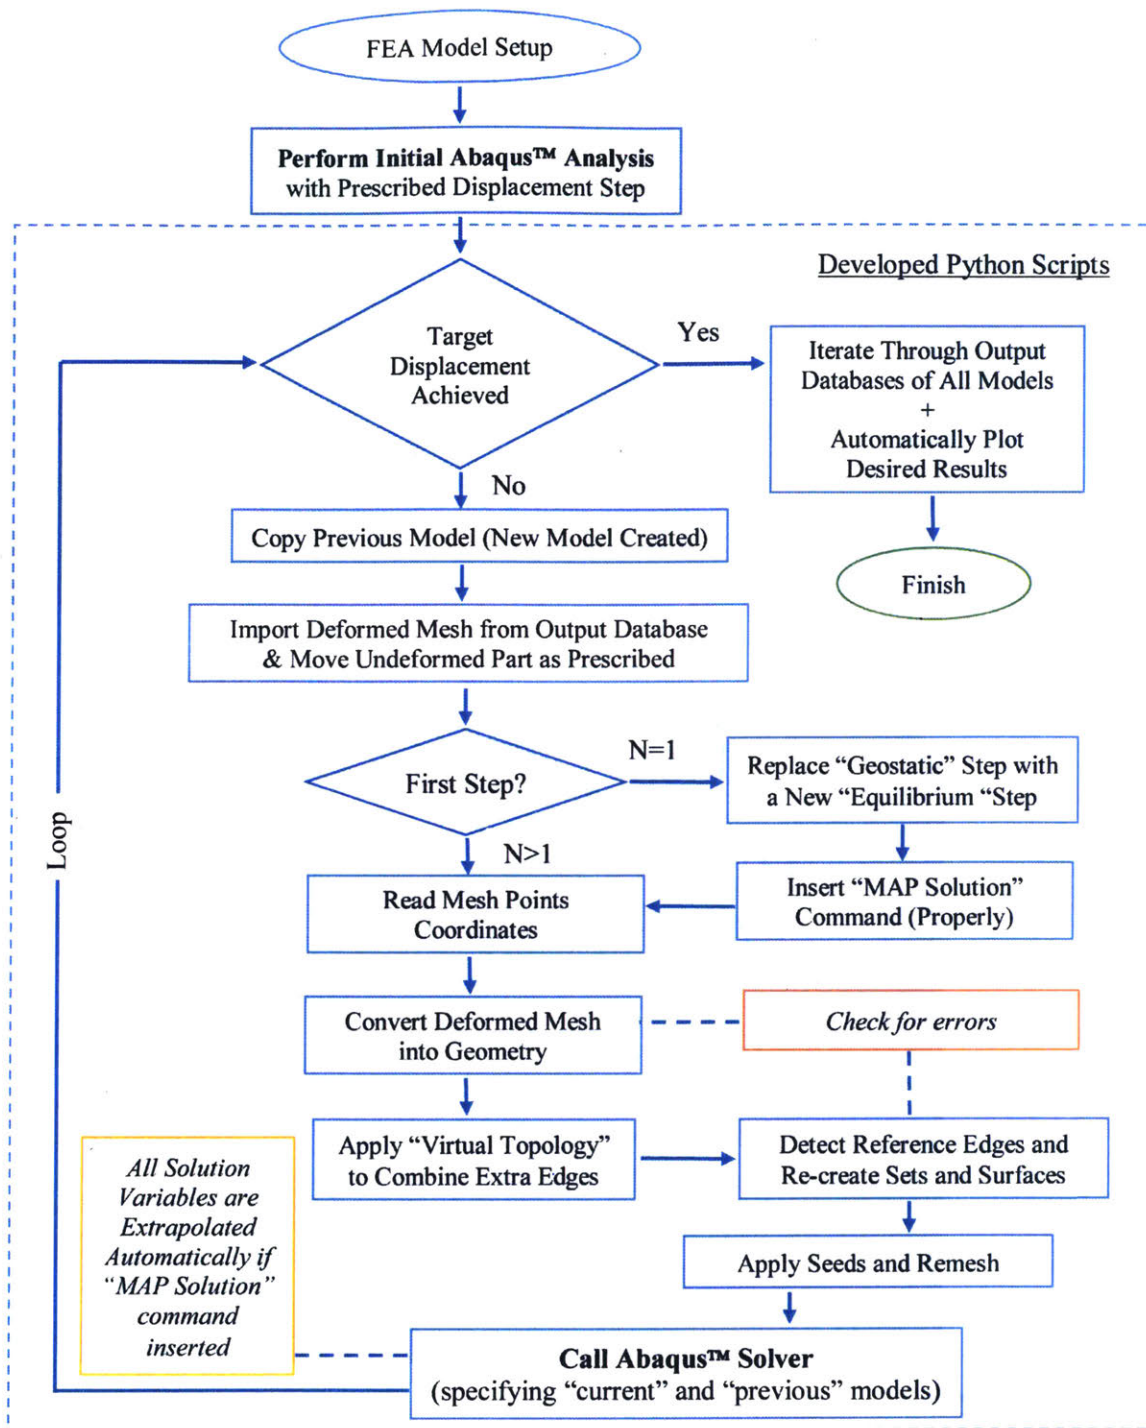 FEA Model Setup
Perform Initial Abaqus™ Analysis
with Prescribed Displacement Step
Developed Python Scripts
Target
Displacement
Achieved
Yes
Iterate Through Output
Databases of All Models
+
Automatically Plot
Desired Results
No
Copy Previous Model (New Model Created)
Finish
Import Deformed Mesh from Output Database
& Move Undeformed Part as Prescribed
First Step?
N=1
Replace “Geostatic” Step with
a New “Equilibrium “Step
N>1
Loop
Read Mesh Points
Coordinates
Insert “MAP Solution”
Command (Properly)
Convert Deformed Mesh
into Geometry
Check for errors
Apply “Virtual Topology”
to Combine Extra Edges
Detect Reference Edges and
Re-create Sets and Surfaces
All Solution
Variables are
Extrapolated
Automatically if
“MAP Solution”
command
inserted
Apply Seeds and Remesh
Call Abaqus™ Solver
(specifying “current” and “previous” models)